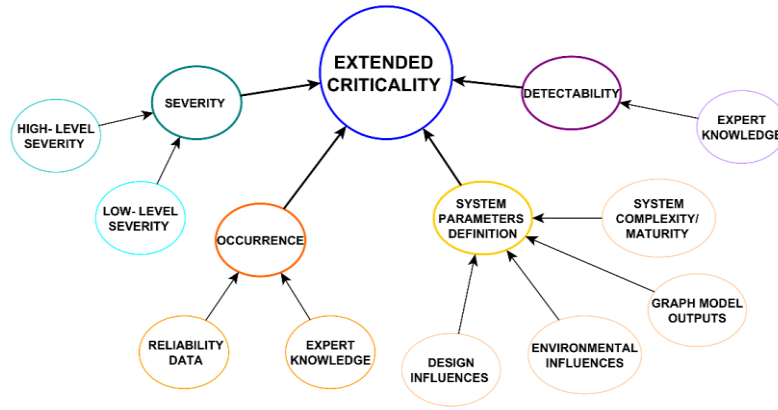 EXTENDED
CRITICALITY
SEVERITY
DETECTABILITY
HIGH- LEVEL
SEVERITY
EXPERT
KNOWLEDGE
LOW- LEVEL
SEVERITY
OCCURRENCE
SYSTEM
PARAMETERS
DEFINITION
SYSTEM
COMPLEXITY/
MATURITY
GRAPH MODEL
OUTPUTS
RELIABILITY
DATA
EXPERT
KNOWLEDGE
DESIGN
INFLUENCES
ENVIRONMENTAL
INFLUENCES